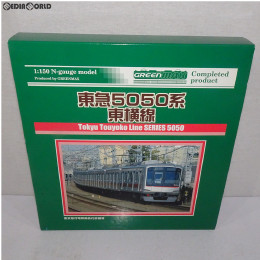 MEDIAWORLD
1:150 N-gauge model
Produced by GREENMAX
GREENMAX
Completed
product
東急5050系
東横線
Tokyu Touyoko Line SERIES 5050